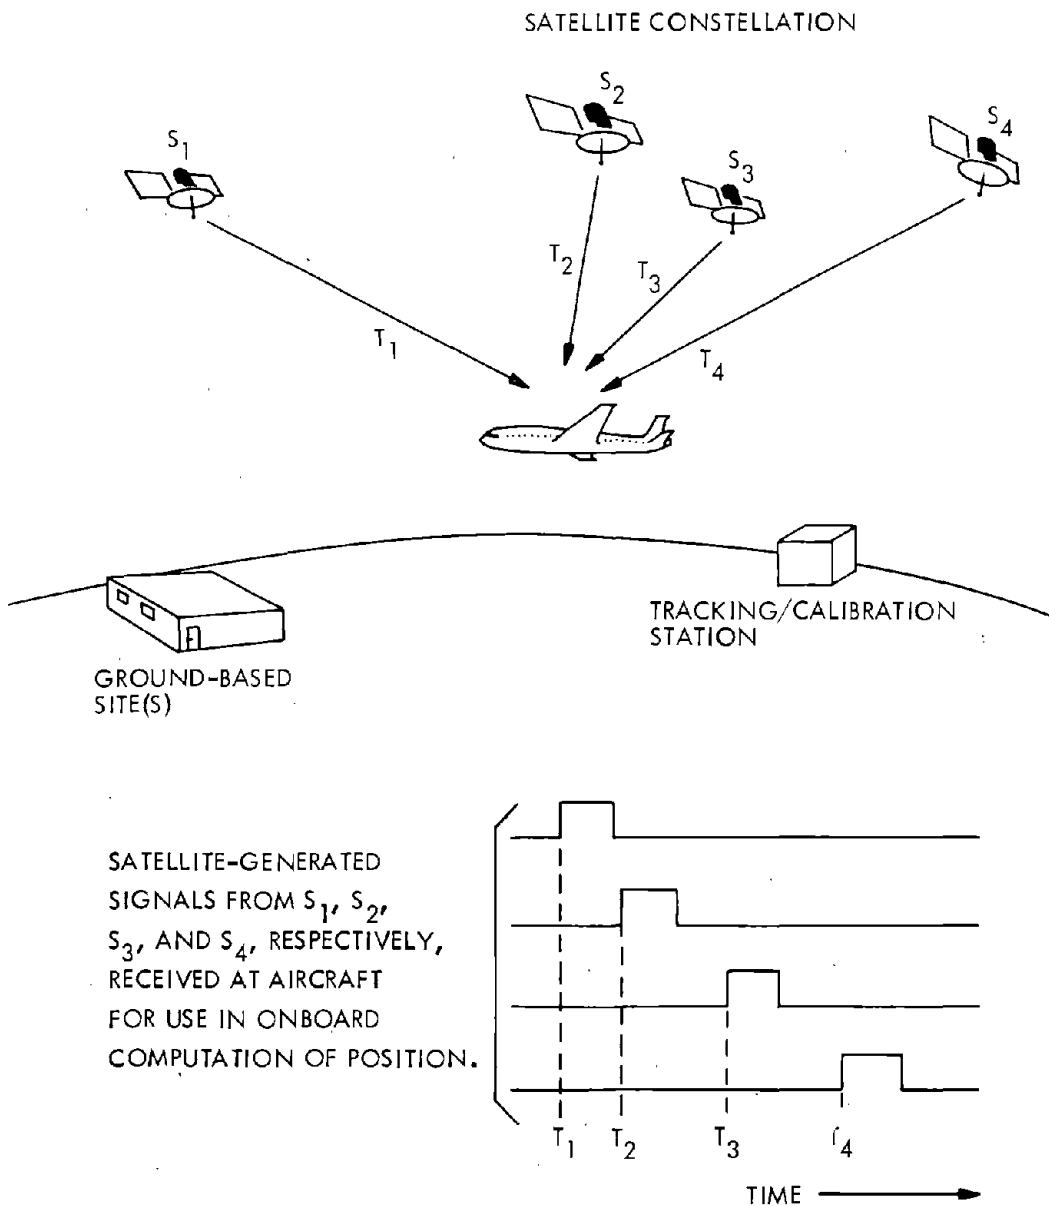 SATELLITE CONSTELLATION
S1
S2
S3
S4
T1
T2
T3
T4
GROUND-BASED
SITE(S)
TRACKING/CALIBRATION
STATION
SATELLITE-GENERATED
SIGNALS FROM S1, S2,
S3, AND S4, RESPECTIVELY,
RECEIVED AT AIRCRAFT
FOR USE IN ONBOARD
COMPUTATION OF POSITION.
T1 T2 T3 T4
TIME